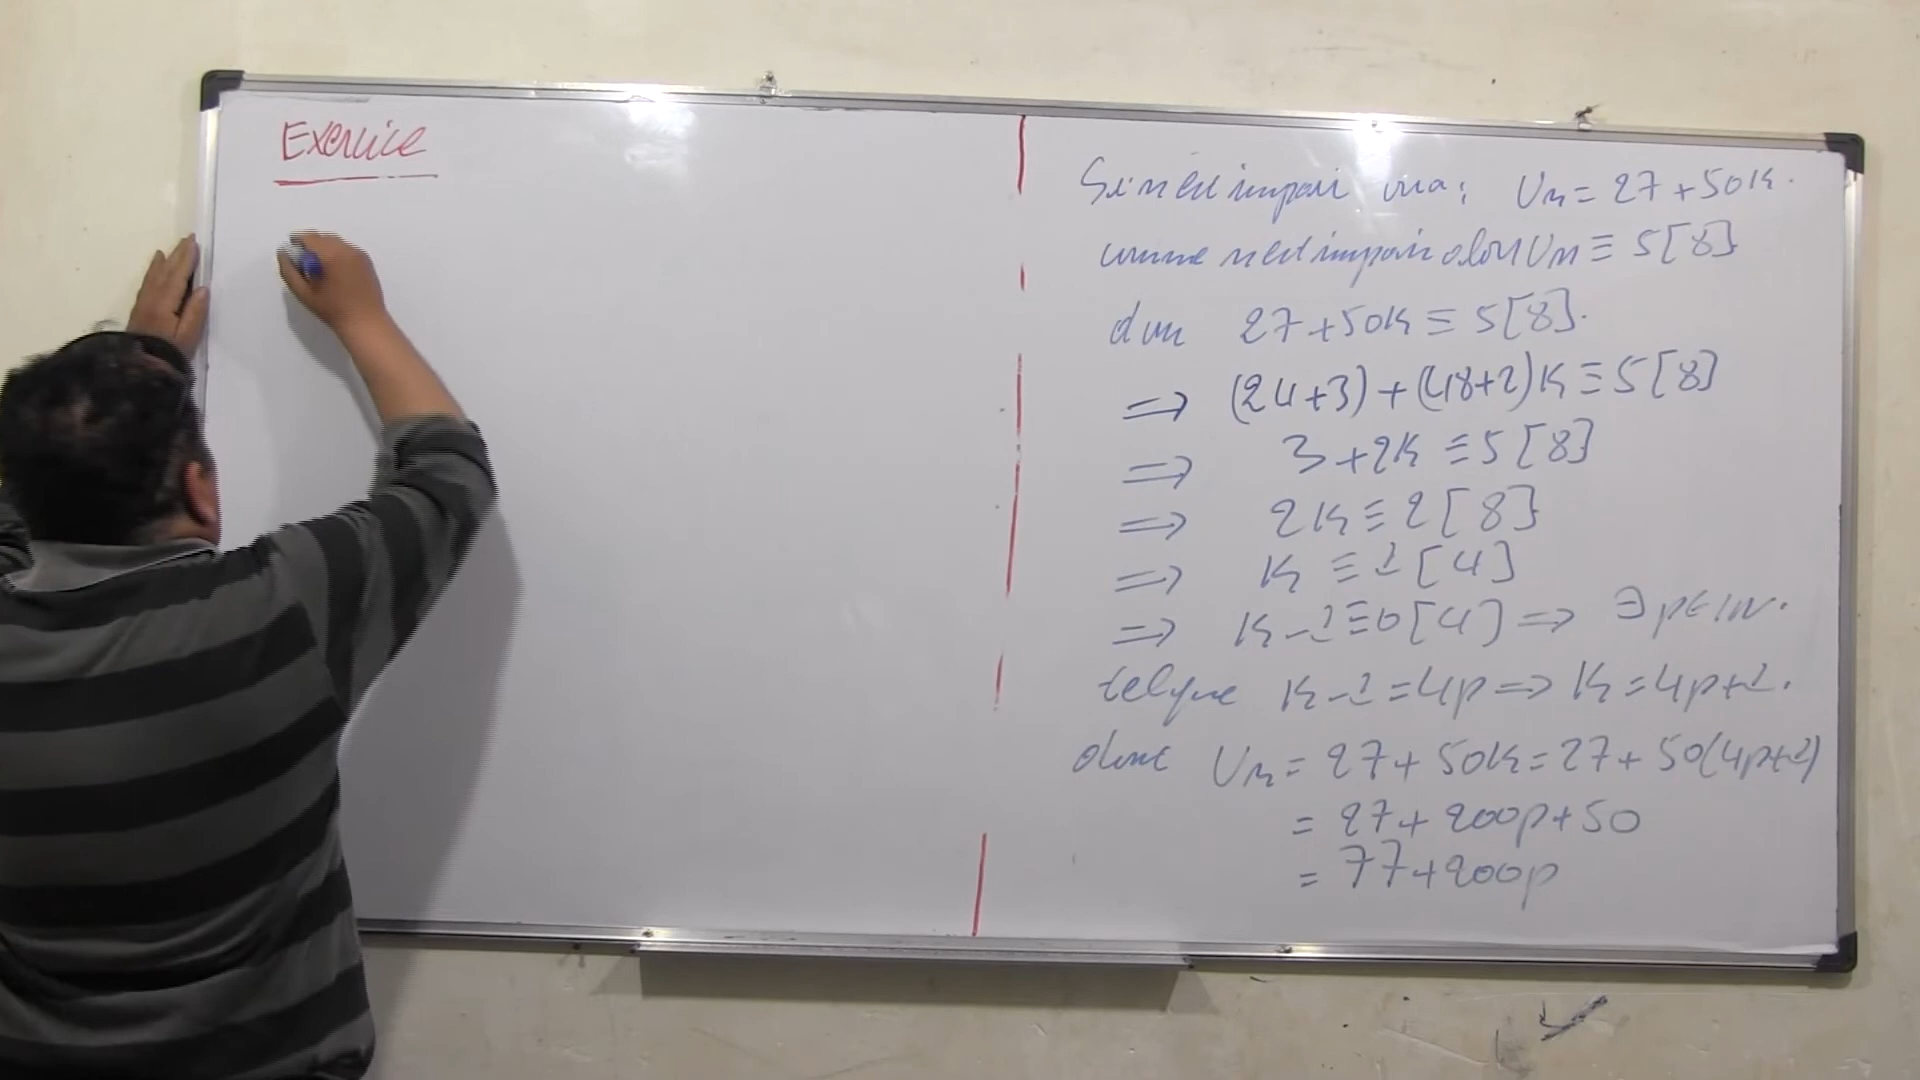 Exercice
Si n est impair on a : Un = 27 + 50K.
comme n est impair alors Un ≡ 5[8]
donc 27 + 50K ≡ 5[8].
⟹ (24+3) + (48+2)K ≡ 5[8]
⟹ 3 + 2K ≡ 5[8]
⟹ 2K ≡ 2[8]
⟹ K ≡ 1[4]
⟹ K - 1 ≡ 0[4] ⟹ ∃ p ∈ IN.
tel que K - 1 = 4p ⟹ K = 4p+1.
donc Un = 27 + 50K = 27 + 50(4p+1)
= 27 + 200p + 50
= 77 + 200p